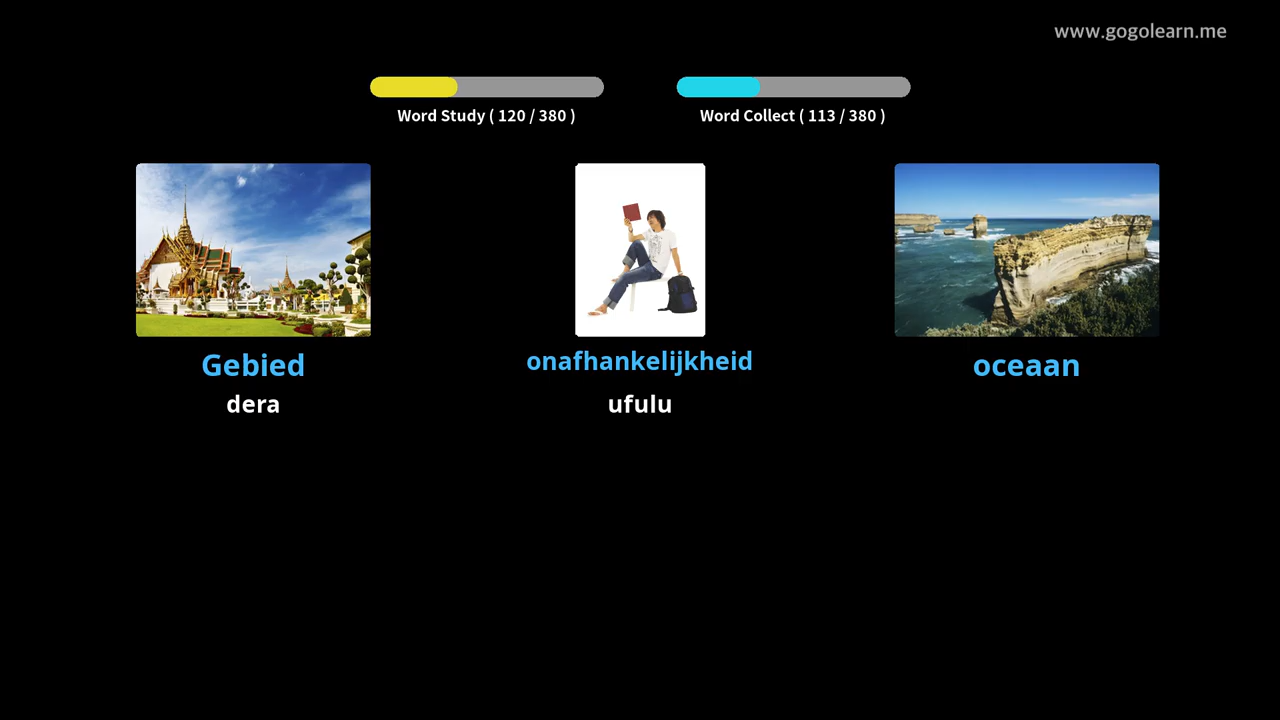 www.gogolearn.me
Word Study ( 120 / 380 )
Word Collect ( 113 / 380 )
Gebied
dera
onafhankelijkheid
ufulu
oceaan